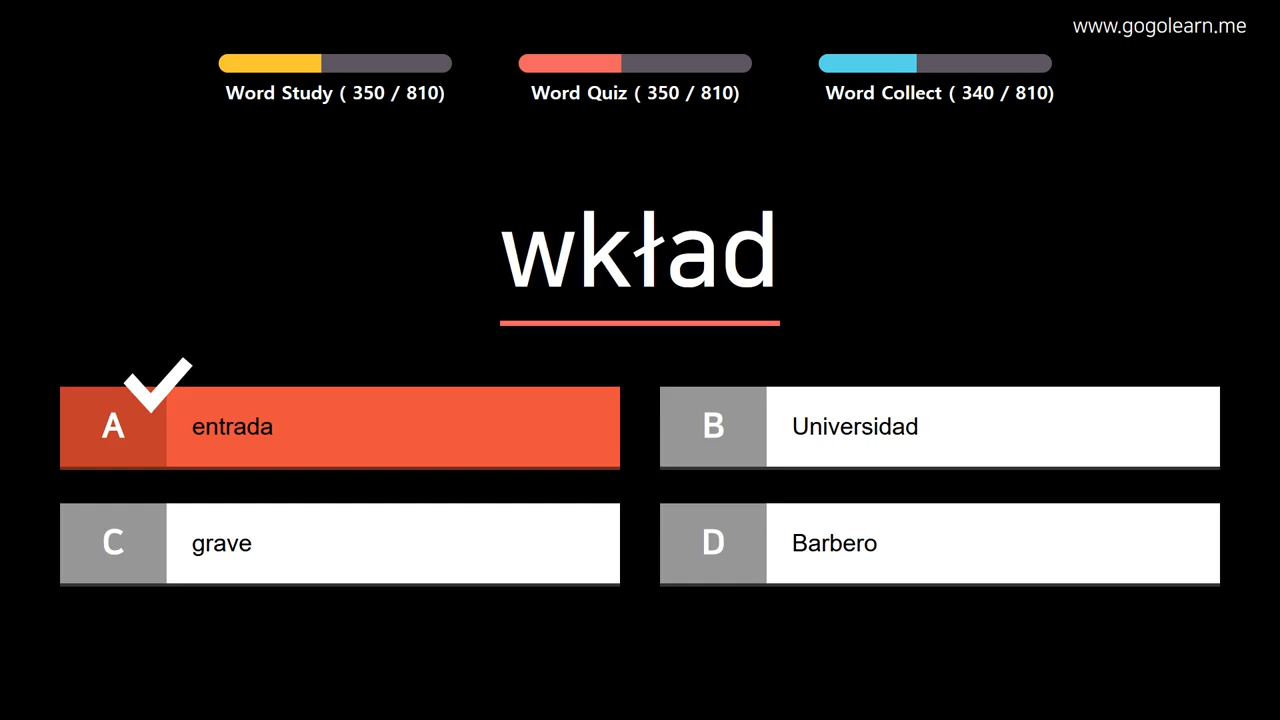 www.gogolearn.me
Word Study ( 350 / 810)
Word Quiz ( 350 / 810)
Word Collect ( 340 / 810)
wkład
A entrada
B Universidad
C grave
D Barbero